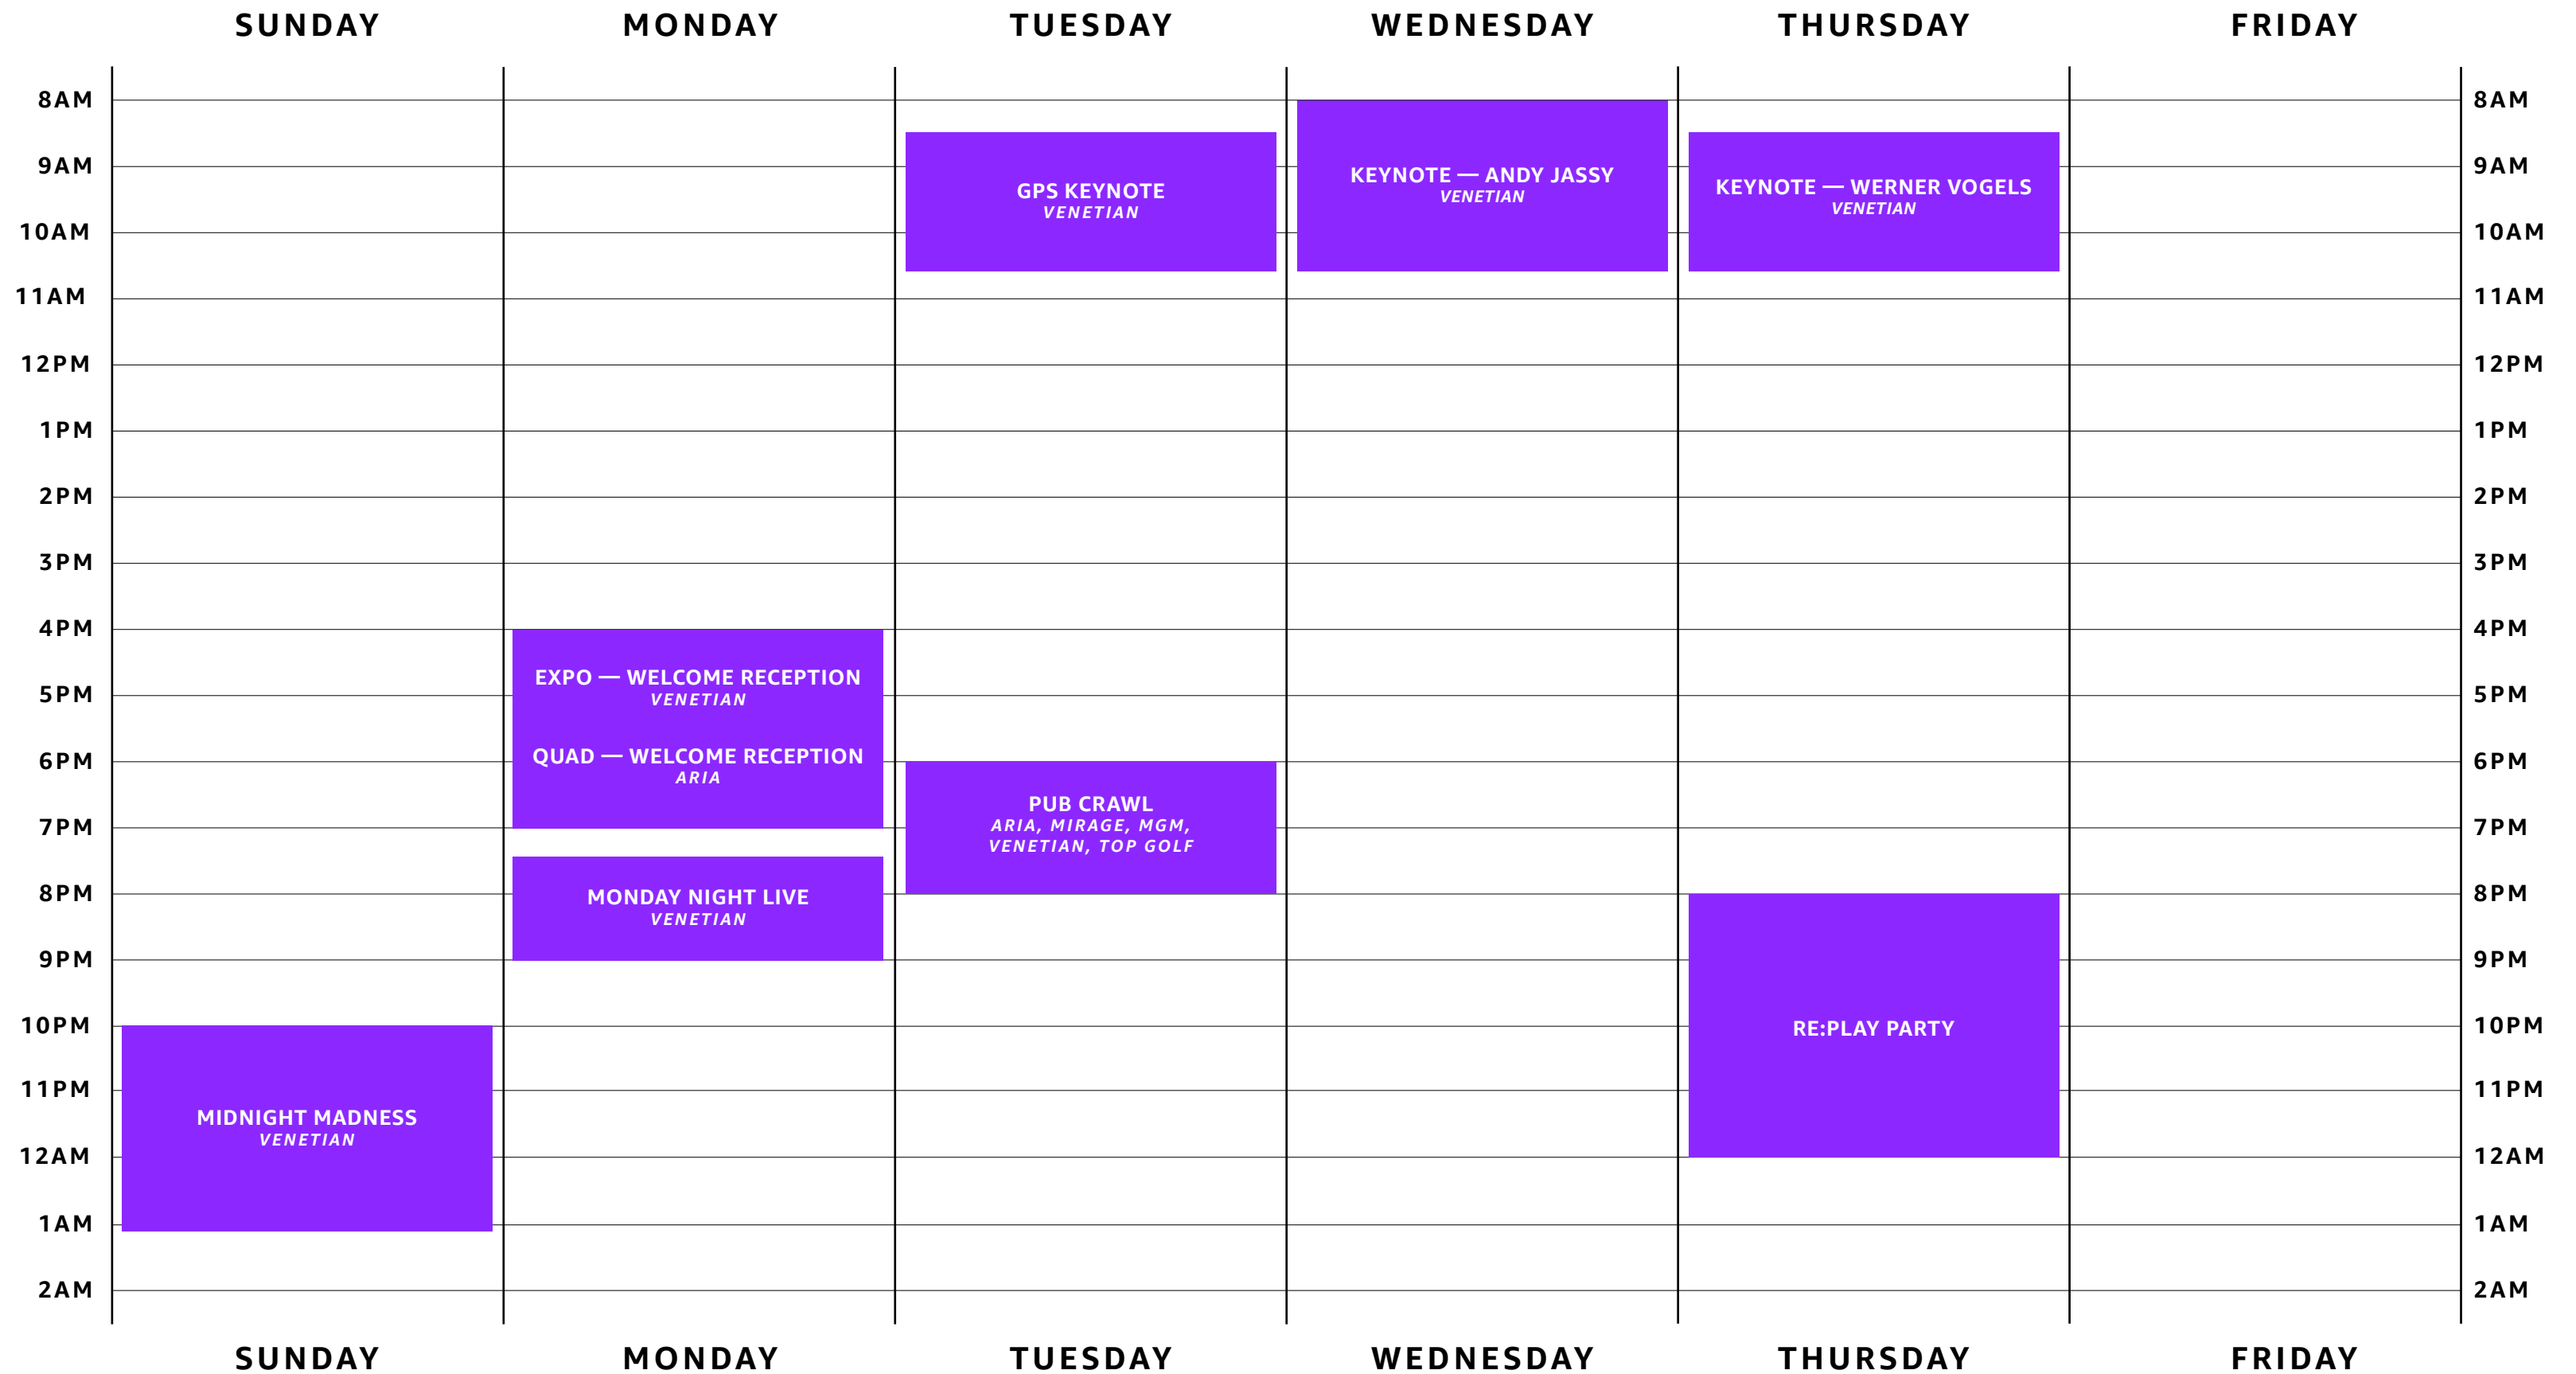 SUNDAY
MONDAY
TUESDAY
WEDNESDAY
THURSDAY
FRIDAY
8AM
8AM
GPS KEYNOTE
VENETIAN
KEYNOTE — ANDY JASSY
VENETIAN
KEYNOTE — WERNER VOGELS
VENETIAN
9AM
9AM
10AM
10AM
11AM
11AM
12PM
12PM
1PM
1PM
2PM
2PM
3PM
3PM
4PM
4PM
EXPO — WELCOME RECEPTION
VENETIAN
5PM
5PM
QUAD — WELCOME RECEPTION
ARIA
6PM
6PM
PUB CRAWL
ARIA, MIRAGE, MGM,
VENETIAN, TOP GOLF
7PM
7PM
MONDAY NIGHT LIVE
VENETIAN
8PM
8PM
9PM
9PM
10PM
RE:PLAY PARTY
10PM
11PM
11PM
MIDNIGHT MADNESS
VENETIAN
12AM
12AM
1AM
1AM
2AM
2AM
SUNDAY
MONDAY
TUESDAY
WEDNESDAY
THURSDAY
FRIDAY